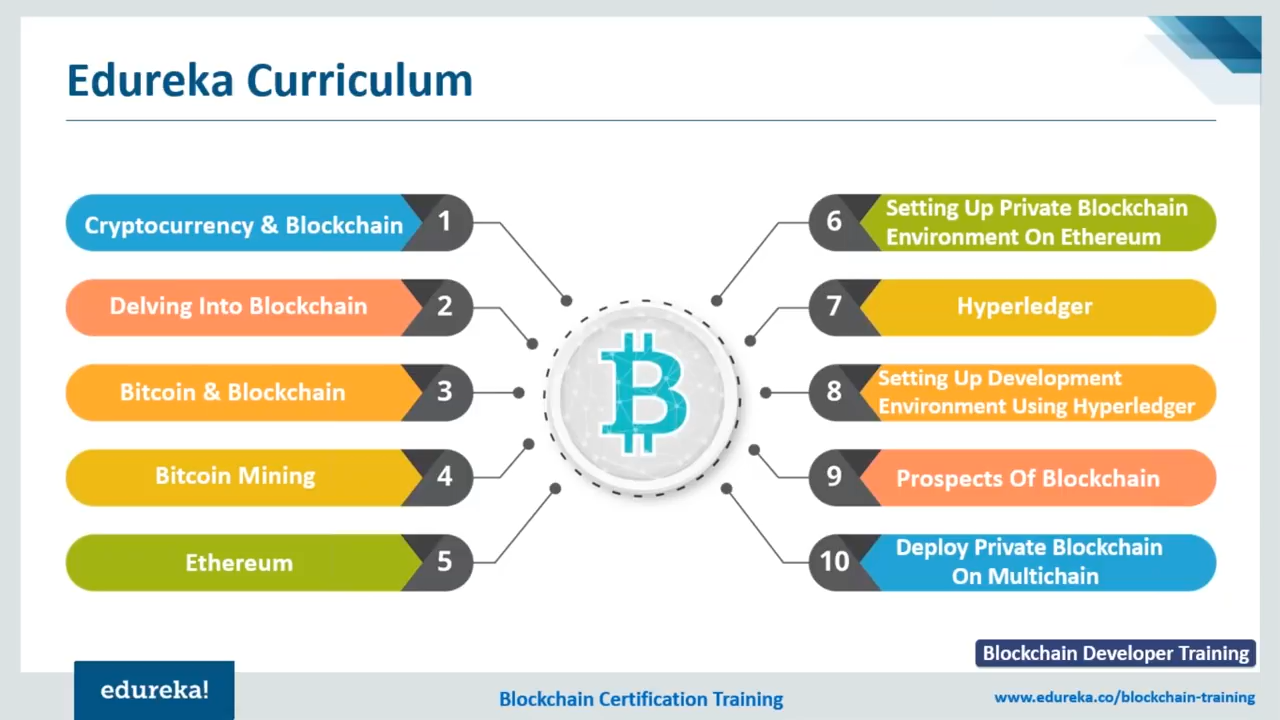 Edureka Curriculum
Cryptocurrency & Blockchain 1
Delving Into Blockchain 2
Bitcoin & Blockchain 3
Bitcoin Mining 4
Ethereum 5
6 Setting Up Private Blockchain
Environment On Ethereum
7 Hyperledger
8 Setting Up Development
Environment Using Hyperledger
9 Prospects Of Blockchain
10 Deploy Private Blockchain
On Multichain
Blockchain Developer Training
edureka!
Blockchain Certification Training
www.edureka.co/blockchain-training